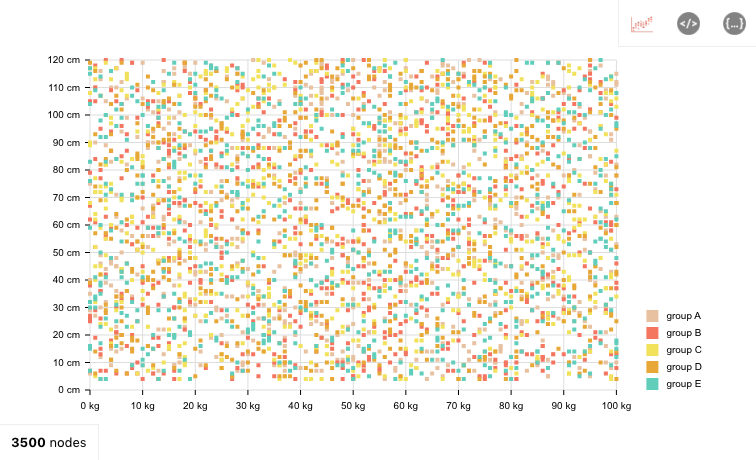 </>
{...}
120 cm
110 cm
100 cm
90 cm
80 cm
70 cm
60 cm
50 cm
40 cm
30 cm
20 cm
10 cm
0 cm
0 kg 10 kg 20 kg 30 kg 40 kg 50 kg 60 kg 70 kg 80 kg 90 kg 100 kg
group A
group B
group C
group D
group E
3500 nodes